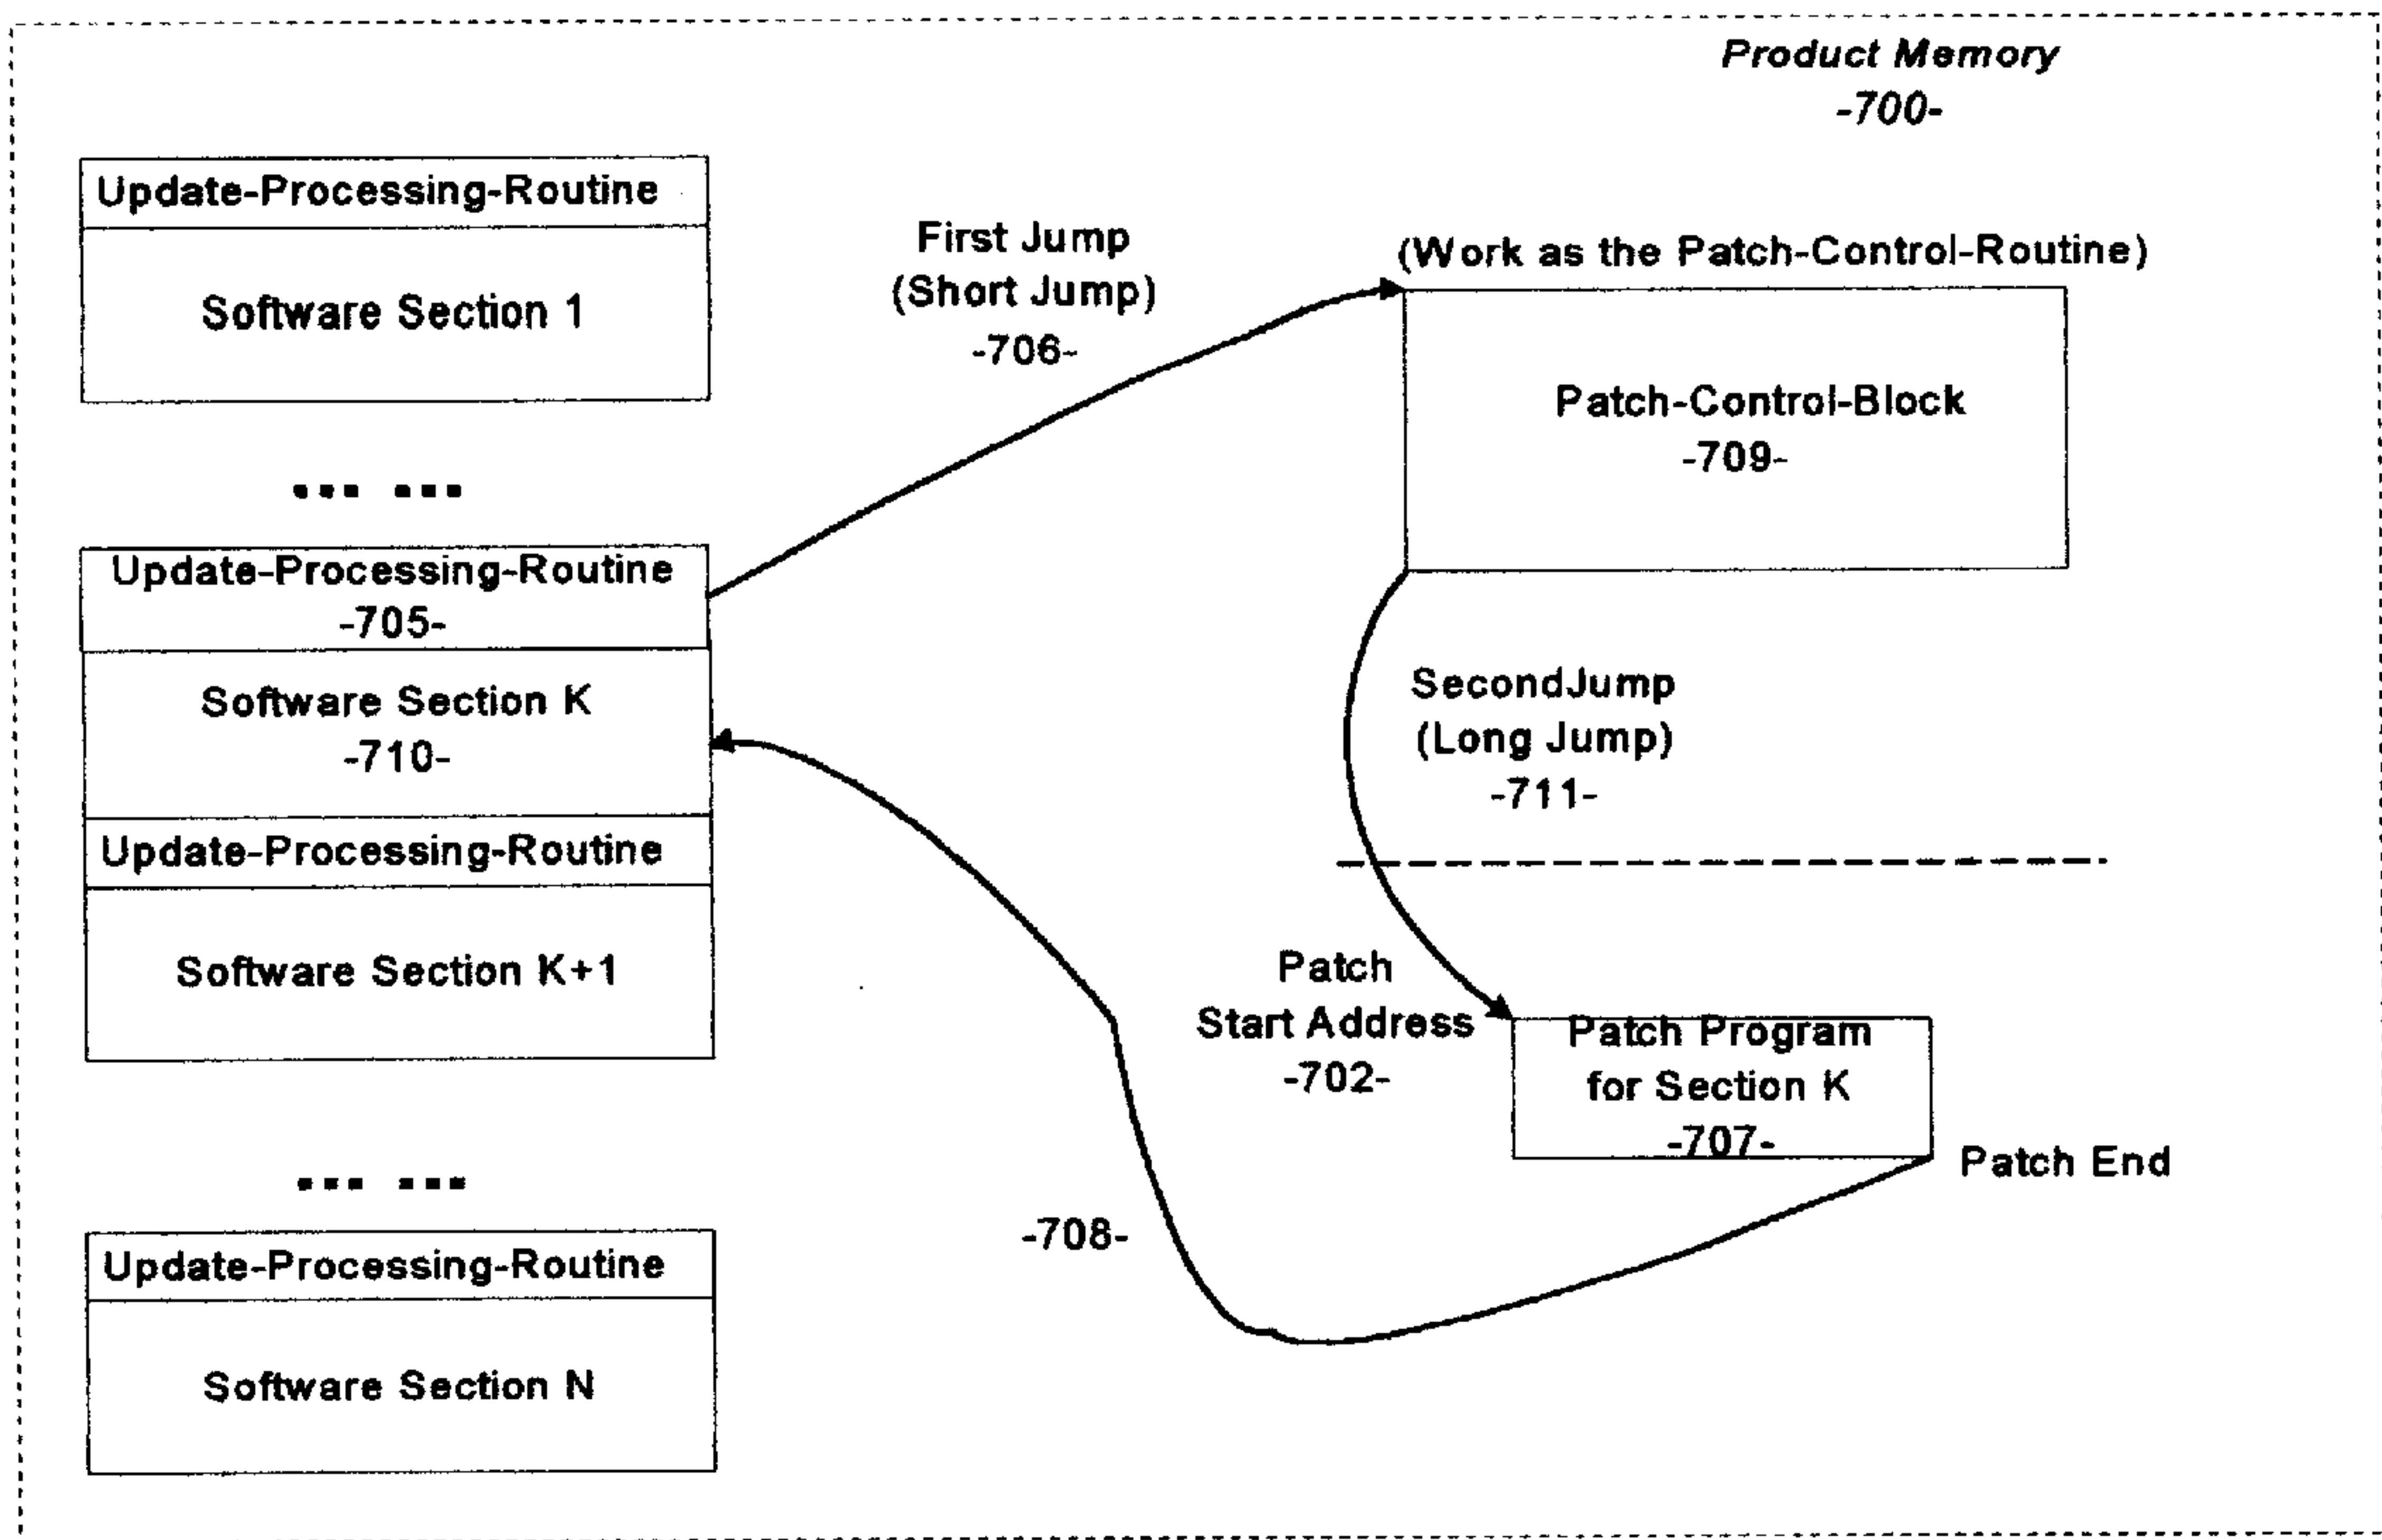 Product Memory
-700-
Update-Processing-Routine
Software Section 1
First Jump
(Short Jump)
-706-
(Work as the Patch-Control-Routine)
Patch-Control-Block
-709-
... ...
Update-Processing-Routine
-705-
Software Section K
-710-
SecondJump
(Long Jump)
-711-
Update-Processing-Routine
Software Section K+1
Patch
Start Address
-702-
Patch Program
for Section K
-707-
Patch End
... ...
-708-
Update-Processing-Routine
Software Section N